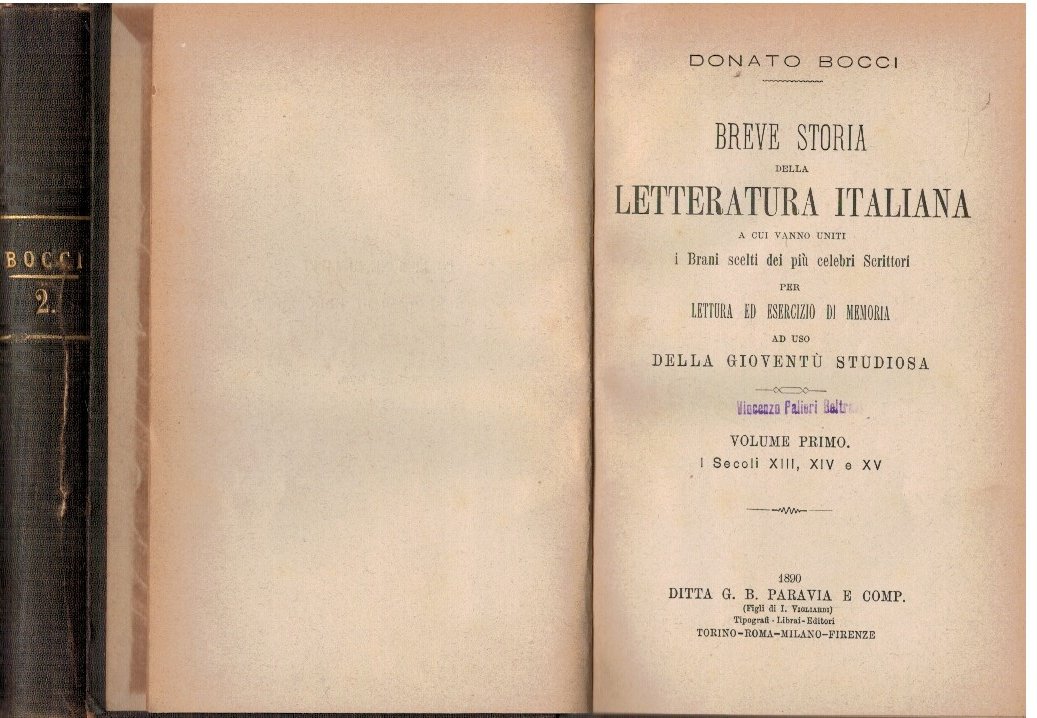 BOCCI
2.
DONATO BOCCI
BREVE STORIA
DELLA
LETTERATURA ITALIANA
A CUI VANNO UNITI
i Brani scelti dei più celebri Scrittori
PER
LETTURA ED ESERCIZIO DI MEMORIA
AD USO
DELLA GIOVENTÙ STUDIOSA
Vincenzo Palieri
VOLUME PRIMO.
I Secoli XIII, XIV e XV
1890
DITTA G. B. PARAVIA E COMP.
(Figli di I. VIGLIARDI)
Tipografi - Librai - Editori
TORINO-ROMA-MILANO-FIRENZE